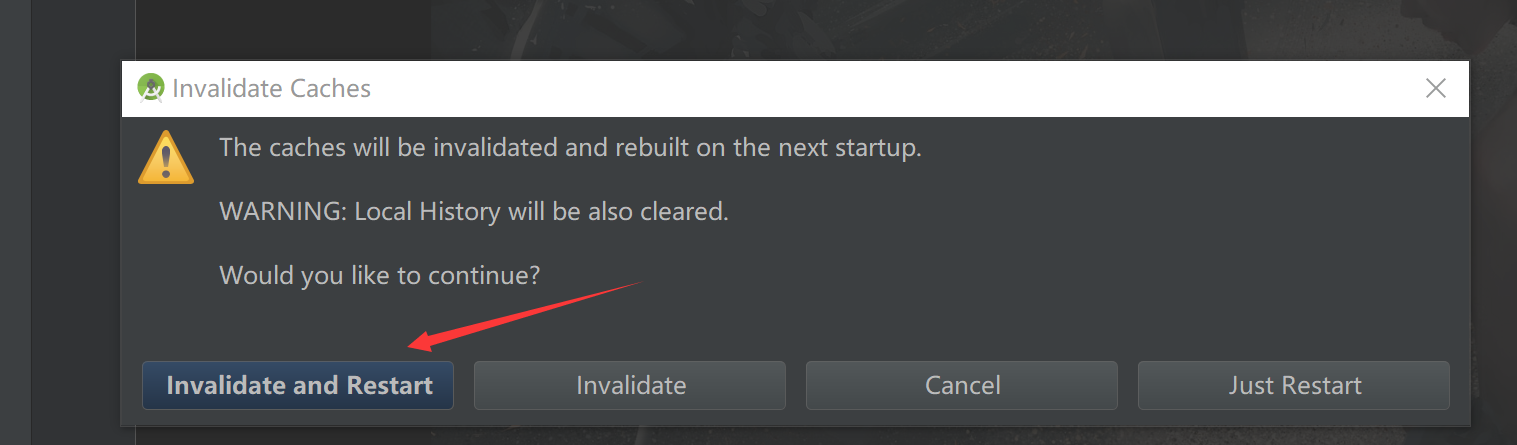 Invalidate Caches
The caches will be invalidated and rebuilt on the next startup.
WARNING: Local History will be also cleared.
Would you like to continue?
Invalidate and Restart
Invalidate
Cancel
Just Restart